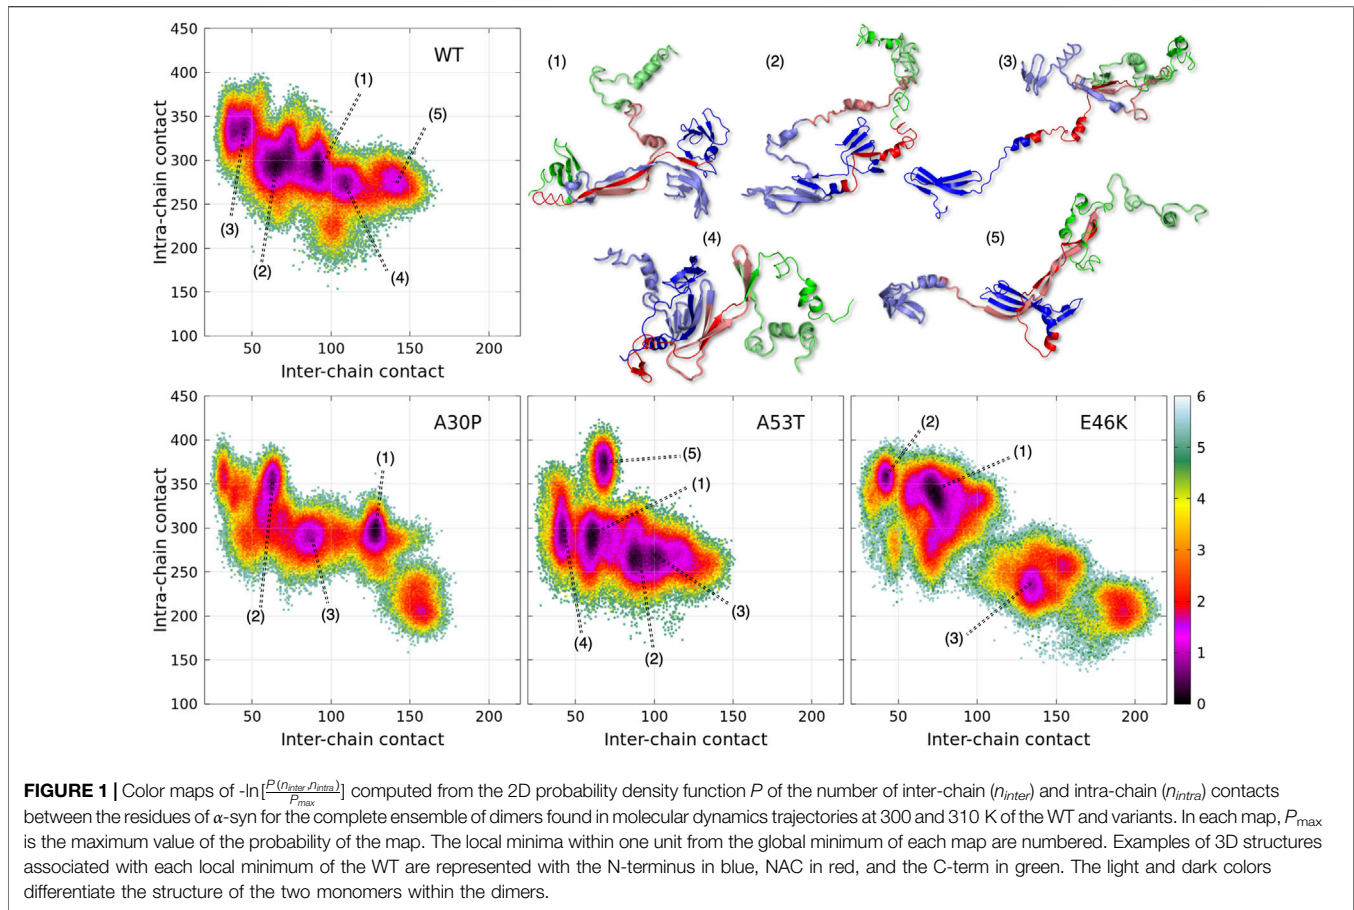 450
400
350
300
250
200
150
100
Intra-chain contact
WT
(1)
(5)
(3)
(2)
(4)
50 100 150 200
Inter-chain contact
(1)
(2)
(3)
(4)
(5)
450
400
350
300
250
200
150
100
Intra-chain contact
A30P
(1)
(2)
(3)
50 100 150 200
Inter-chain contact
A53T
(5)
(1)
(3)
(4)
(2)
50 100 150 200
Inter-chain contact
E46K
(2)
(1)
(3)
50 100 150 200
Inter-chain contact
6
5
4
3
2
1
0
FIGURE 1 | Color maps of -ln[P(n_inter,n_intra)/P_max] computed from the 2D probability density function P of the number of inter-chain (n_inter) and intra-chain (n_intra) contacts
between the residues of α-syn for the complete ensemble of dimers found in molecular dynamics trajectories at 300 and 310 K of the WT and variants. In each map, P_max
is the maximum value of the probability of the map. The local minima within one unit from the global minimum of each map are numbered. Examples of 3D structures
associated with each local minimum of the WT are represented with the N-terminus in blue, NAC in red, and the C-term in green. The light and dark colors
differentiate the structure of the two monomers within the dimers.